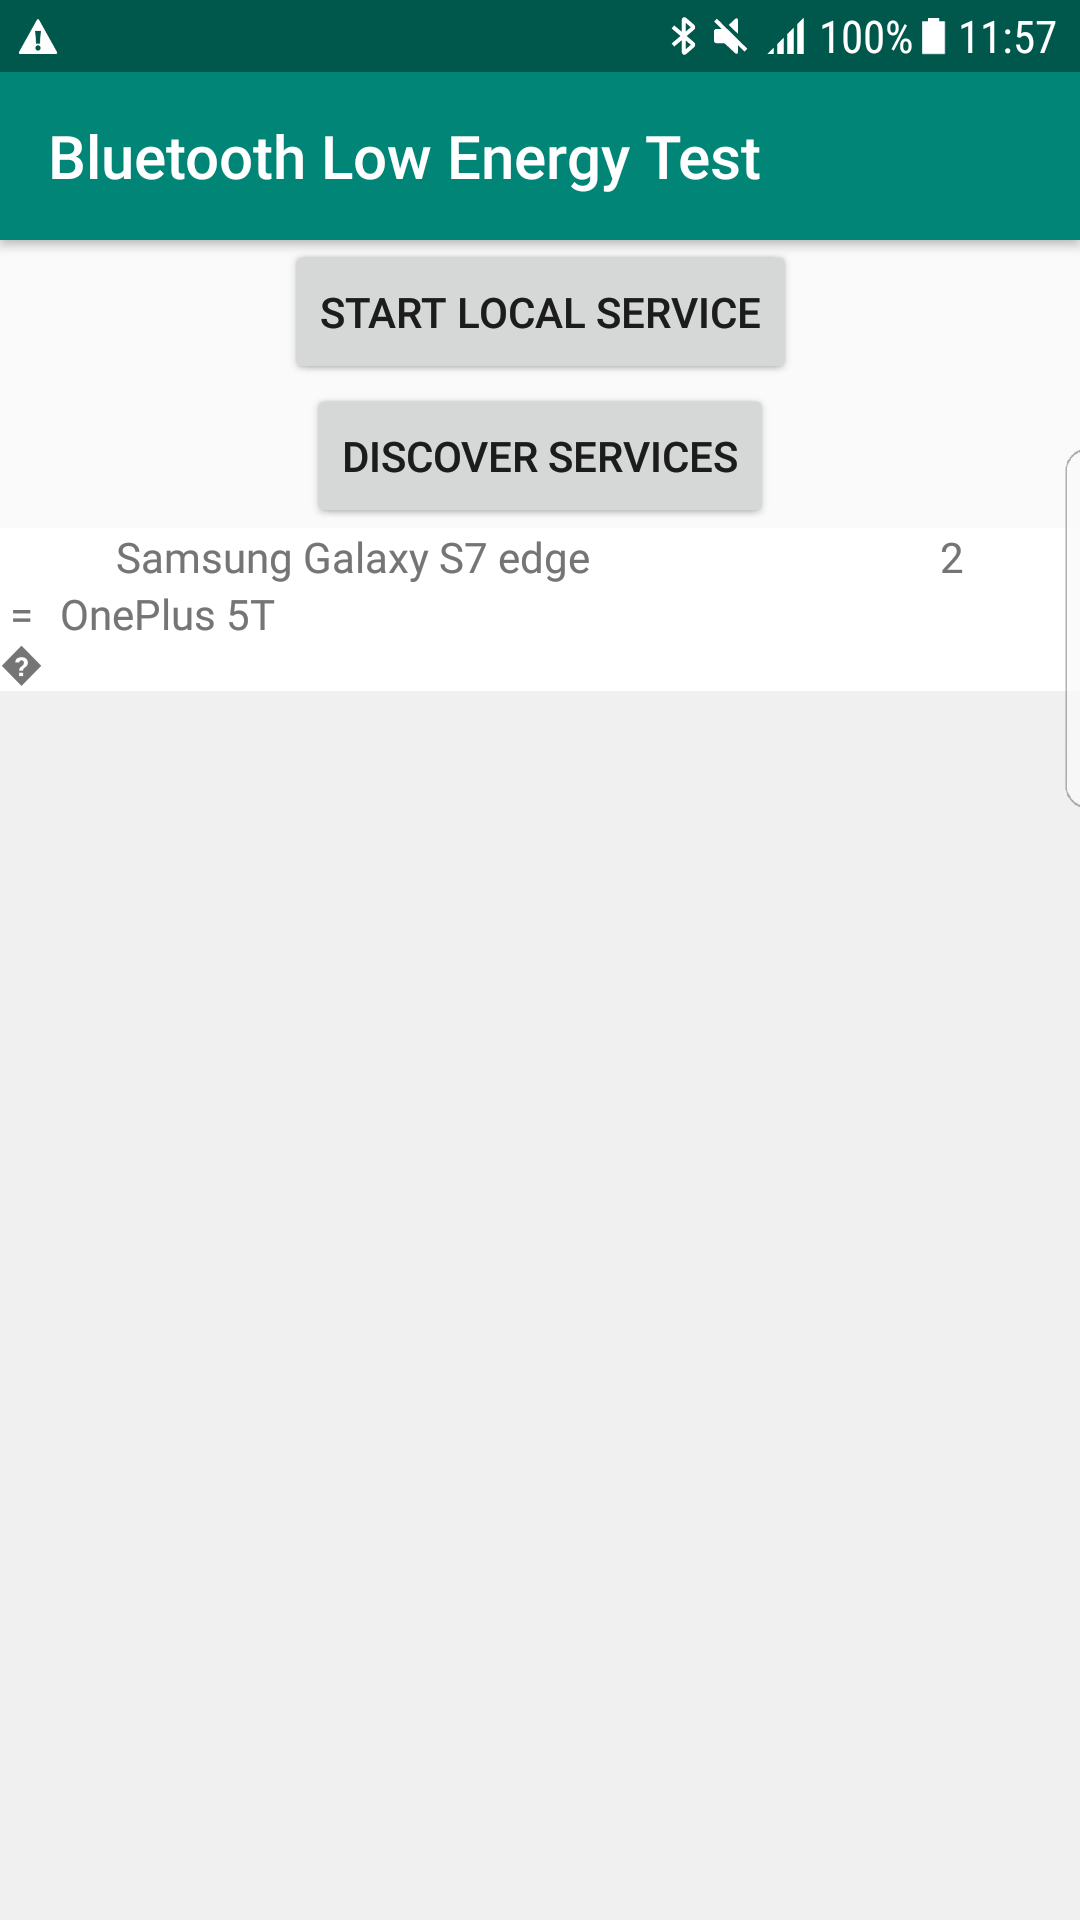 100% 11:57
Bluetooth Low Energy Test
START LOCAL SERVICE
DISCOVER SERVICES
Samsung Galaxy S7 edge 2
= OnePlus 5T
�